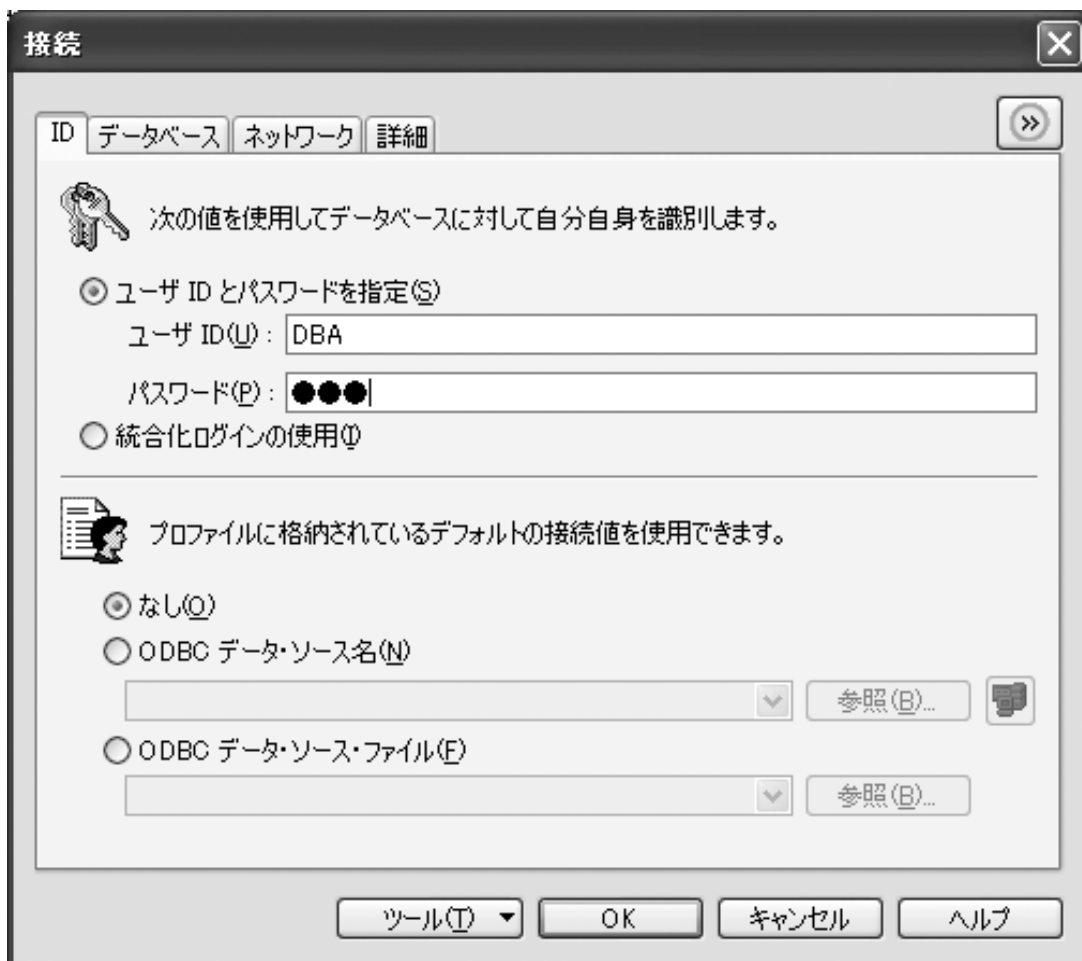 接続
ID データベース ネットワーク 詳細
次の値を使用してデータベースに対して自分自身を識別します。
ユーザ ID とパスワードを指定(S)
ユーザ ID(U) : DBA
パスワード(P) : ●●●
統合化ログインの使用(I)
プロファイルに格納されているデフォルトの接続値を使用できます。
なし(O)
ODBC データ・ソース名(N)
参照(B)...
ODBC データ・ソース・ファイル(F)
参照(B)...
ツール(T) OK キャンセル ヘルプ